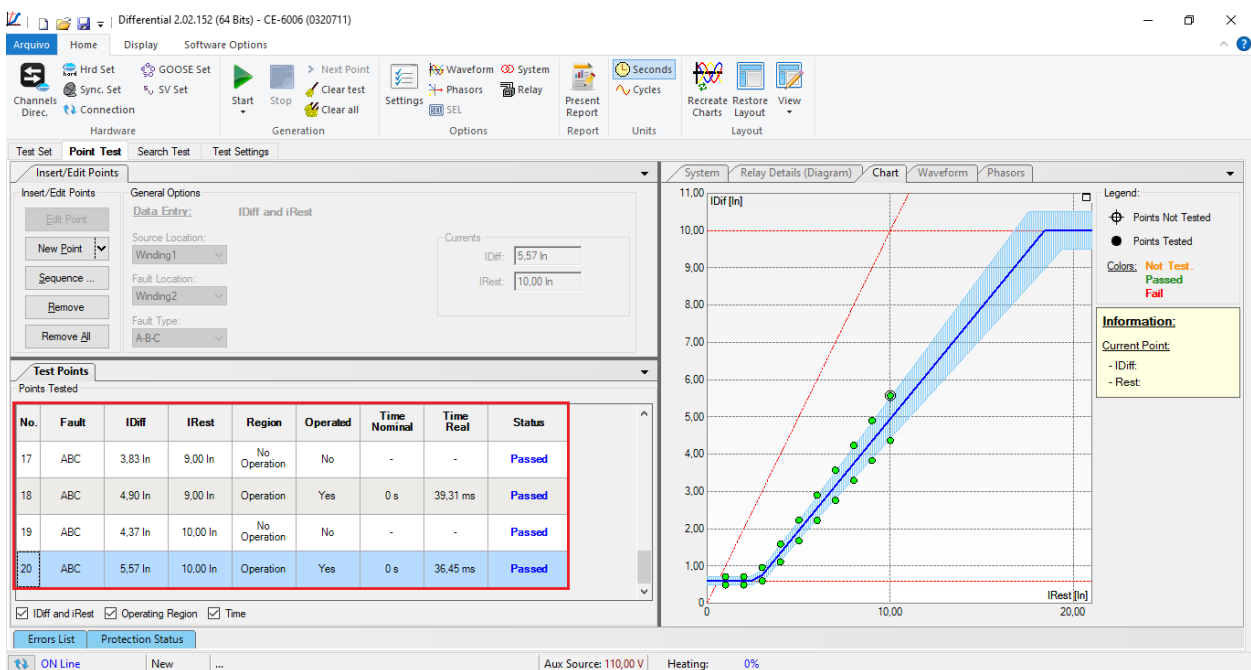 Differential 2.02.152 (64 Bits) - CE-6006 (0320711)
Arquivo Home Display Software Options
Channels Direc.
Hrd Set
Sync. Set
Connection
GOOSE Set
SV Set
Hardware
Start
Stop
Next Point
Clear test
Clear all
Generation
Settings
Waveform
Phasors
SEL
System
Relay
Options
Present Report
Report
Seconds
Cycles
Units
Recreate Charts
Restore Layout
View
Layout
Test Set Point Test Search Test Test Settings
Insert/Edit Points
Insert/Edit Points
Edit Point
New Point
Sequence ...
Remove
Remove All
General Options
Data Entry: IDiff and iRest
Source Location:
Winding1
Fault Location:
Winding2
Fault Type:
A-B-C
Currents
IDiff: 5,57 In
IRest: 10,00 In
Test Points
Points Tested
No. Fault IDiff IRest Region Operated Time Nominal Time Real Status
17 ABC 3,83 In 9,00 In No Operation No - - Passed
18 ABC 4,90 In 9,00 In Operation Yes 0 s 39,31 ms Passed
19 ABC 4,37 In 10,00 In No Operation No - - Passed
20 ABC 5,57 In 10,00 In Operation Yes 0 s 36,45 ms Passed
IDiff and iRest Operating Region Time
System Relay Details (Diagram) Chart Waveform Phasors
IDif [In]
11,00
10,00
9,00
8,00
7,00
6,00
5,00
4,00
3,00
2,00
1,00
0
IRest [In]
0 10,00 20,00
Legend:
Points Not Tested
Points Tested
Colors: Not Test.
Passed
Fail
Information:
Current Point:
- IDiff:
- Rest:
Errors List Protection Status
ON Line New ... Aux Source: 110,00 V Heating: 0%